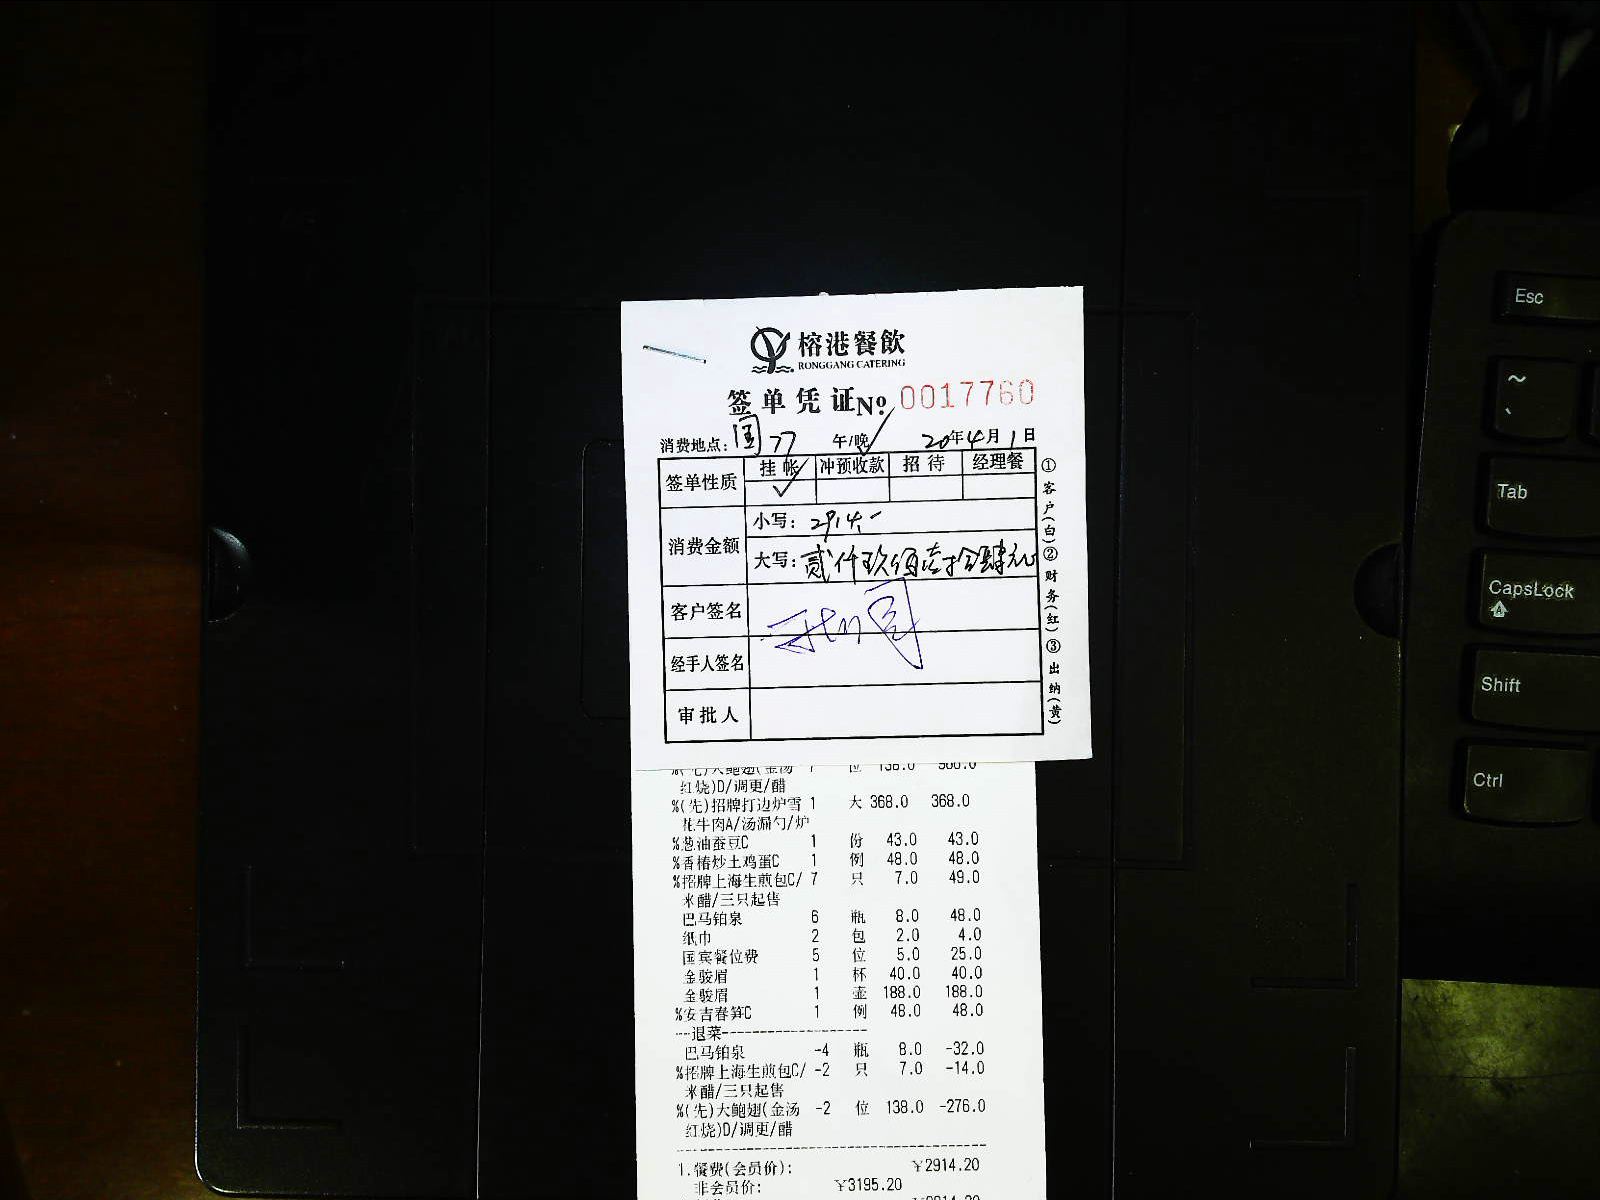 榕港餐飲
RONGGANG CATERING
签单凭证No. 0017760
消费地点: 国77 午/晚 20年4月1日
签单性质 挂帐 冲预收款 招待 经理餐
消费金额 小写: 2914.-
大写: 贰仟玖佰壹拾肆元
客户签名
经手人签名
审批人
①客户(白)②财务(红)③出纳(黄)
%(先)大鲍翅(金汤 7 位 138.0 966.0
红烧)D/调更/醋
%(先)招牌打边炉雪 1 大 368.0 368.0
花牛肉A/汤漏勺/炉
%葱油蚕豆C 1 份 43.0 43.0
%香椿炒土鸡蛋C 1 例 48.0 48.0
%招牌上海生煎包C/ 7 只 7.0 49.0
来醋/三只起售
巴马铂泉 6 瓶 8.0 48.0
纸巾 2 包 2.0 4.0
国宾餐位费 5 位 5.0 25.0
金骏眉 1 杯 40.0 40.0
金骏眉 1 壶 188.0 188.0
%安吉春笋C 1 例 48.0 48.0
---退菜------------------
巴马铂泉 -4 瓶 8.0 -32.0
%招牌上海生煎包C/ -2 只 7.0 -14.0
来醋/三只起售
%(先)大鲍翅(金汤 -2 位 138.0 -276.0
红烧)D/调更/醋
1.餐费(会员价): ¥2914.20
非会员价: ¥3195.20
Esc
~
`
Tab
CapsLock
Shift
Ctrl